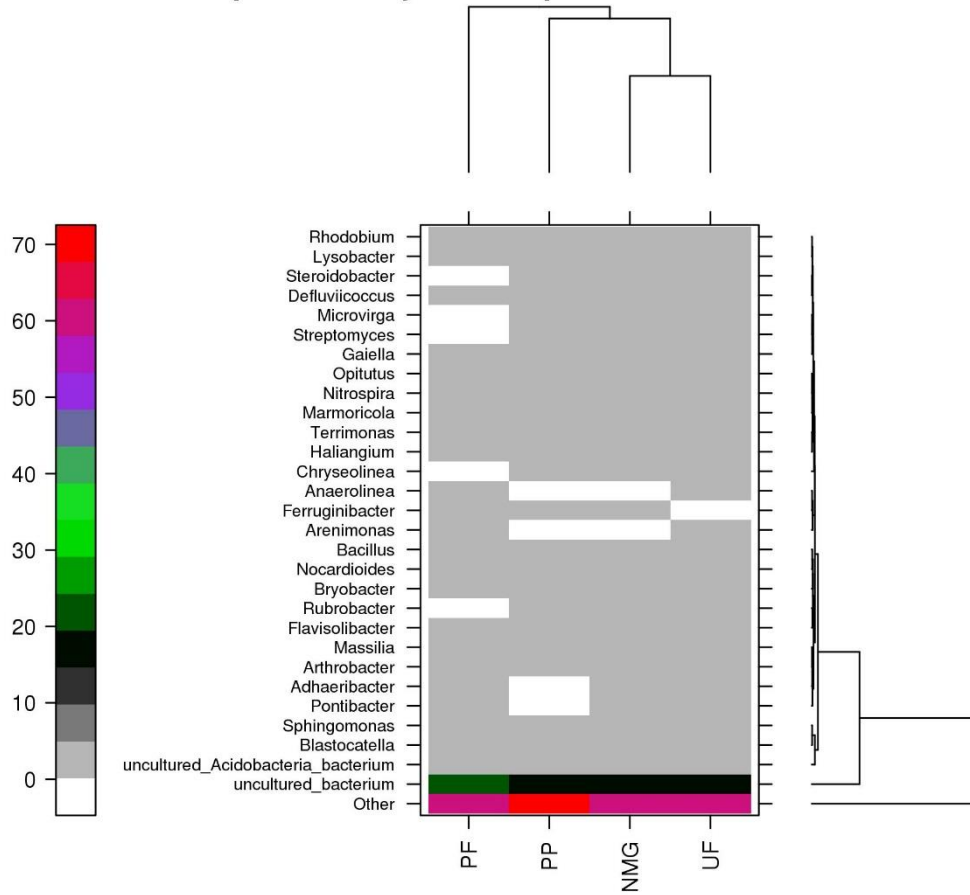 70
60
50
40
30
20
10
0
Rhodobium
Lysobacter
Steroidobacter
Defluviicoccus
Microvirga
Streptomyces
Gaiella
Opitutus
Nitrospira
Marmoricola
Terrimonas
Haliangium
Chryseolinea
Anaerolinea
Ferruginibacter
Arenimonas
Bacillus
Nocardioides
Bryobacter
Rubrobacter
Flavisolibacter
Massilia
Arthrobacter
Adhaeribacter
Pontibacter
Sphingomonas
Blastocatella
uncultured_Acidobacteria_bacterium
uncultured_bacterium
Other
PF
PP
NMG
UF